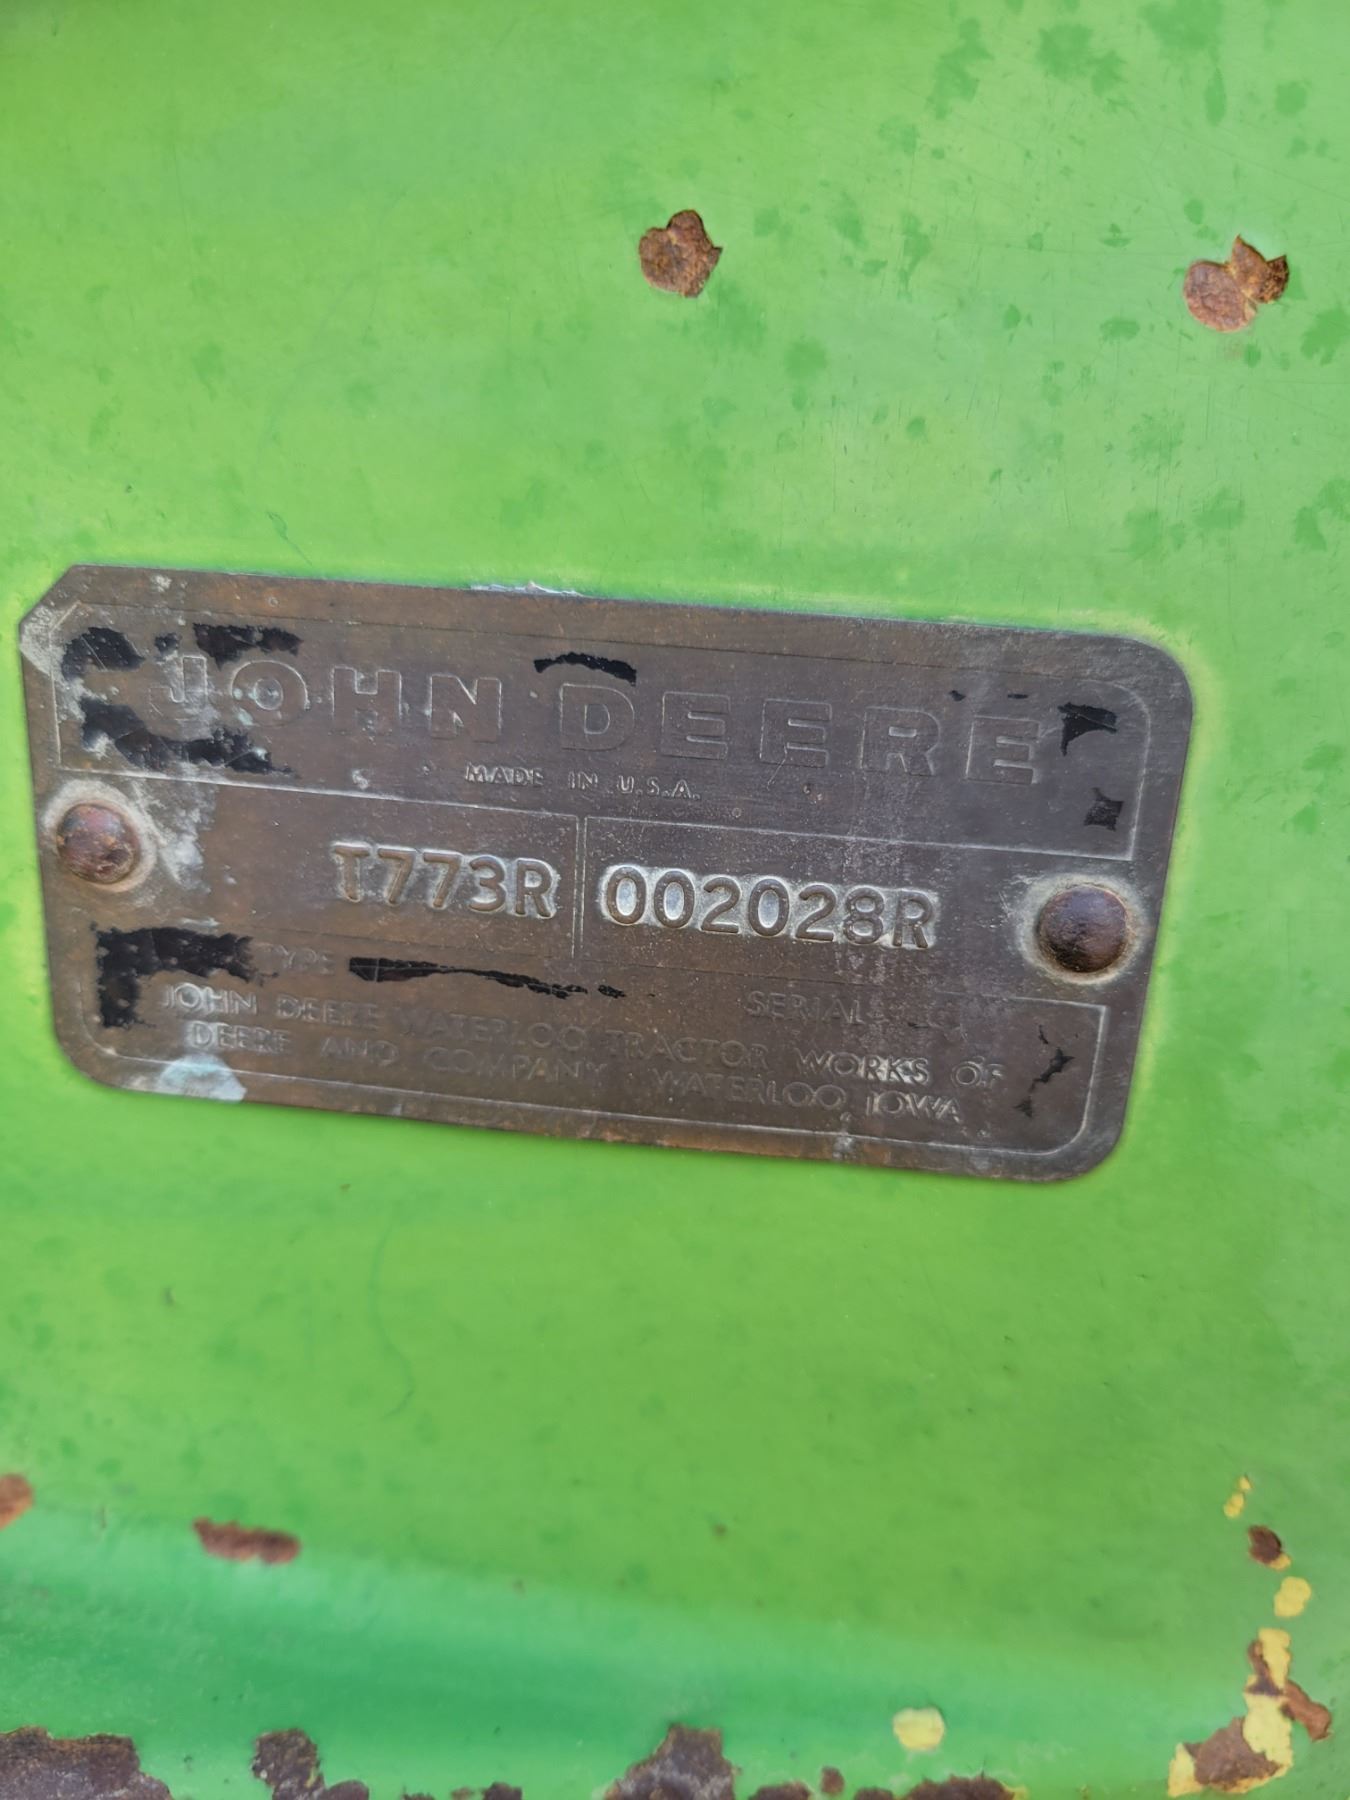 JOHN DEERE
MADE IN U.S.A.
T773R 002028R
TYPE SERIAL
JOHN DEERE WATERLOO TRACTOR WORKS OF
DEERE AND COMPANY WATERLOO, IOWA